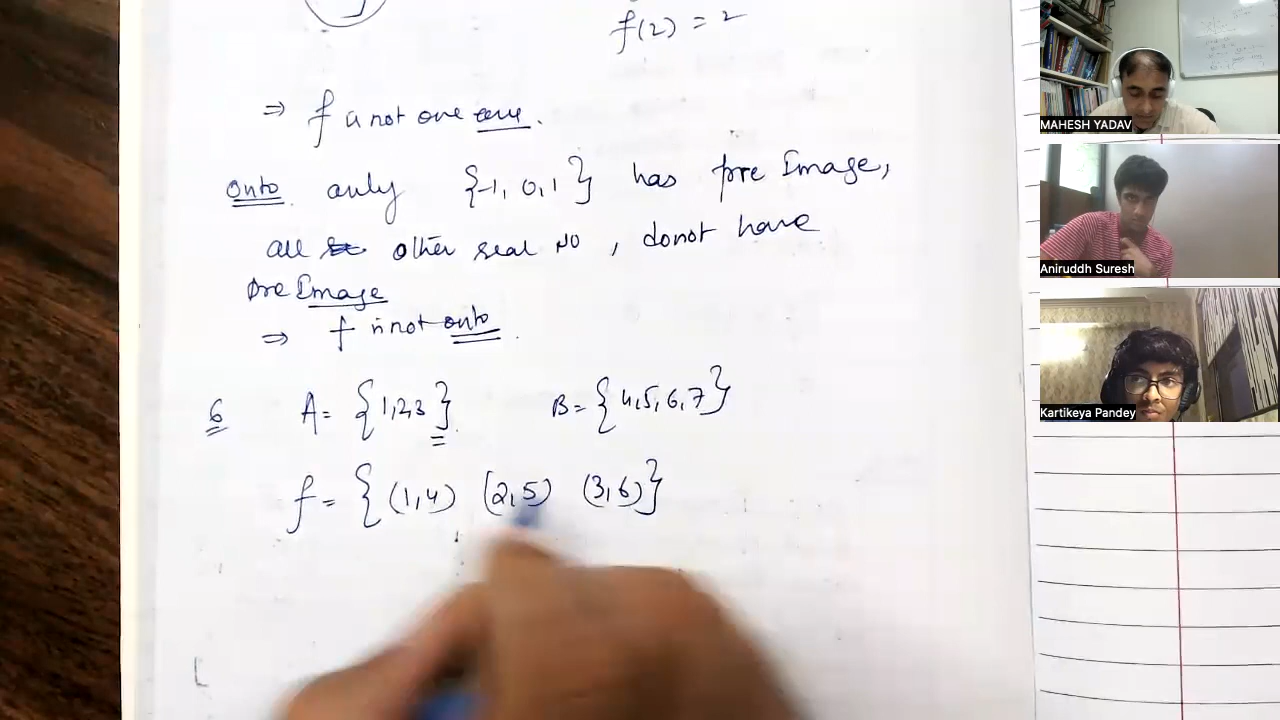 f(2) = 2
⇒ f is not one one.
Onto. only {-1, 0, 1} has pre Image,
all other real NO, donot have
pre Image
⇒ f is not onto.
6 A = {1,2,3}. B = {4,5,6,7}
f = {(1,4) (2,5) (3,6)}
MAHESH YADAV
Aniruddh Suresh
Kartikeya Pandey